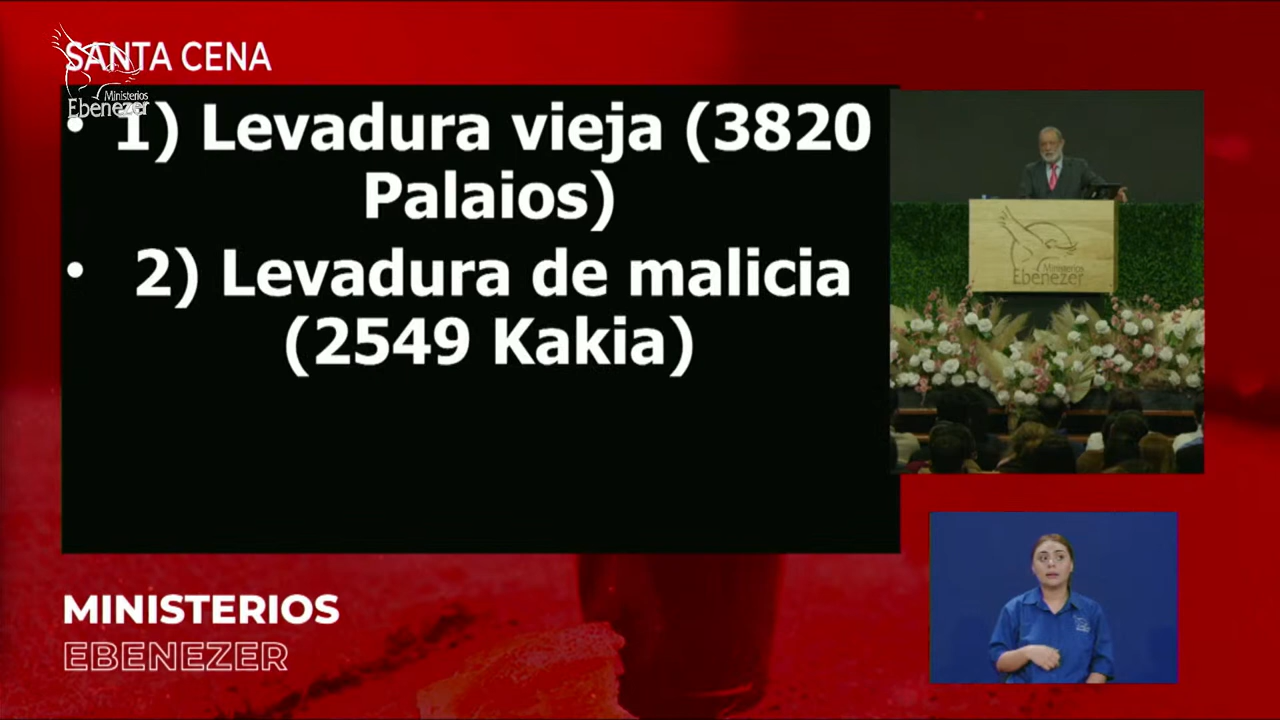 SANTA CENA
Ministerios
Ebenezer
• 1) Levadura vieja (3820
Palaios)
• 2) Levadura de malicia
(2549 Kakia)
Ministerios
Ebenezer
MINISTERIOS
EBENEZER